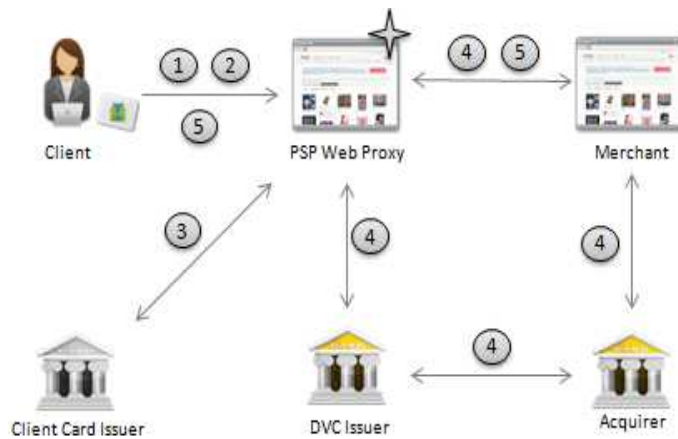 1 2
4 5
5
Client
PSP Web Proxy
Merchant
3
4
4
4
Client Card Issuer
DVC Issuer
Acquirer